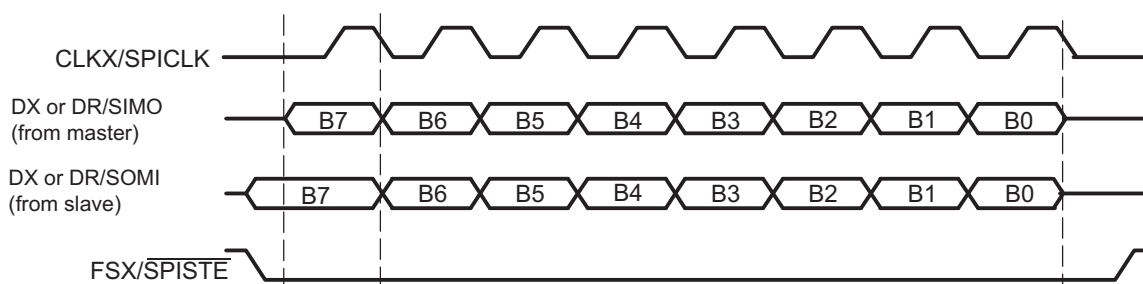 CLKX/SPICLK
DX or DR/SIMO
(from master)
B7 B6 B5 B4 B3 B2 B1 B0
DX or DR/SOMI
(from slave)
B7 B6 B5 B4 B3 B2 B1 B0
FSX/SPISTE